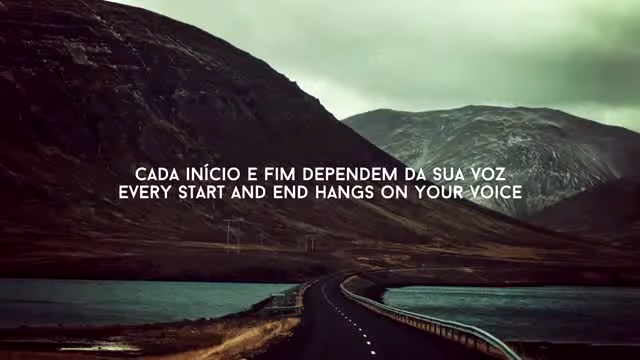 CADA INÍCIO E FIM DEPENDEM DA SUA VOZ
EVERY START AND END HANGS ON YOUR VOICE